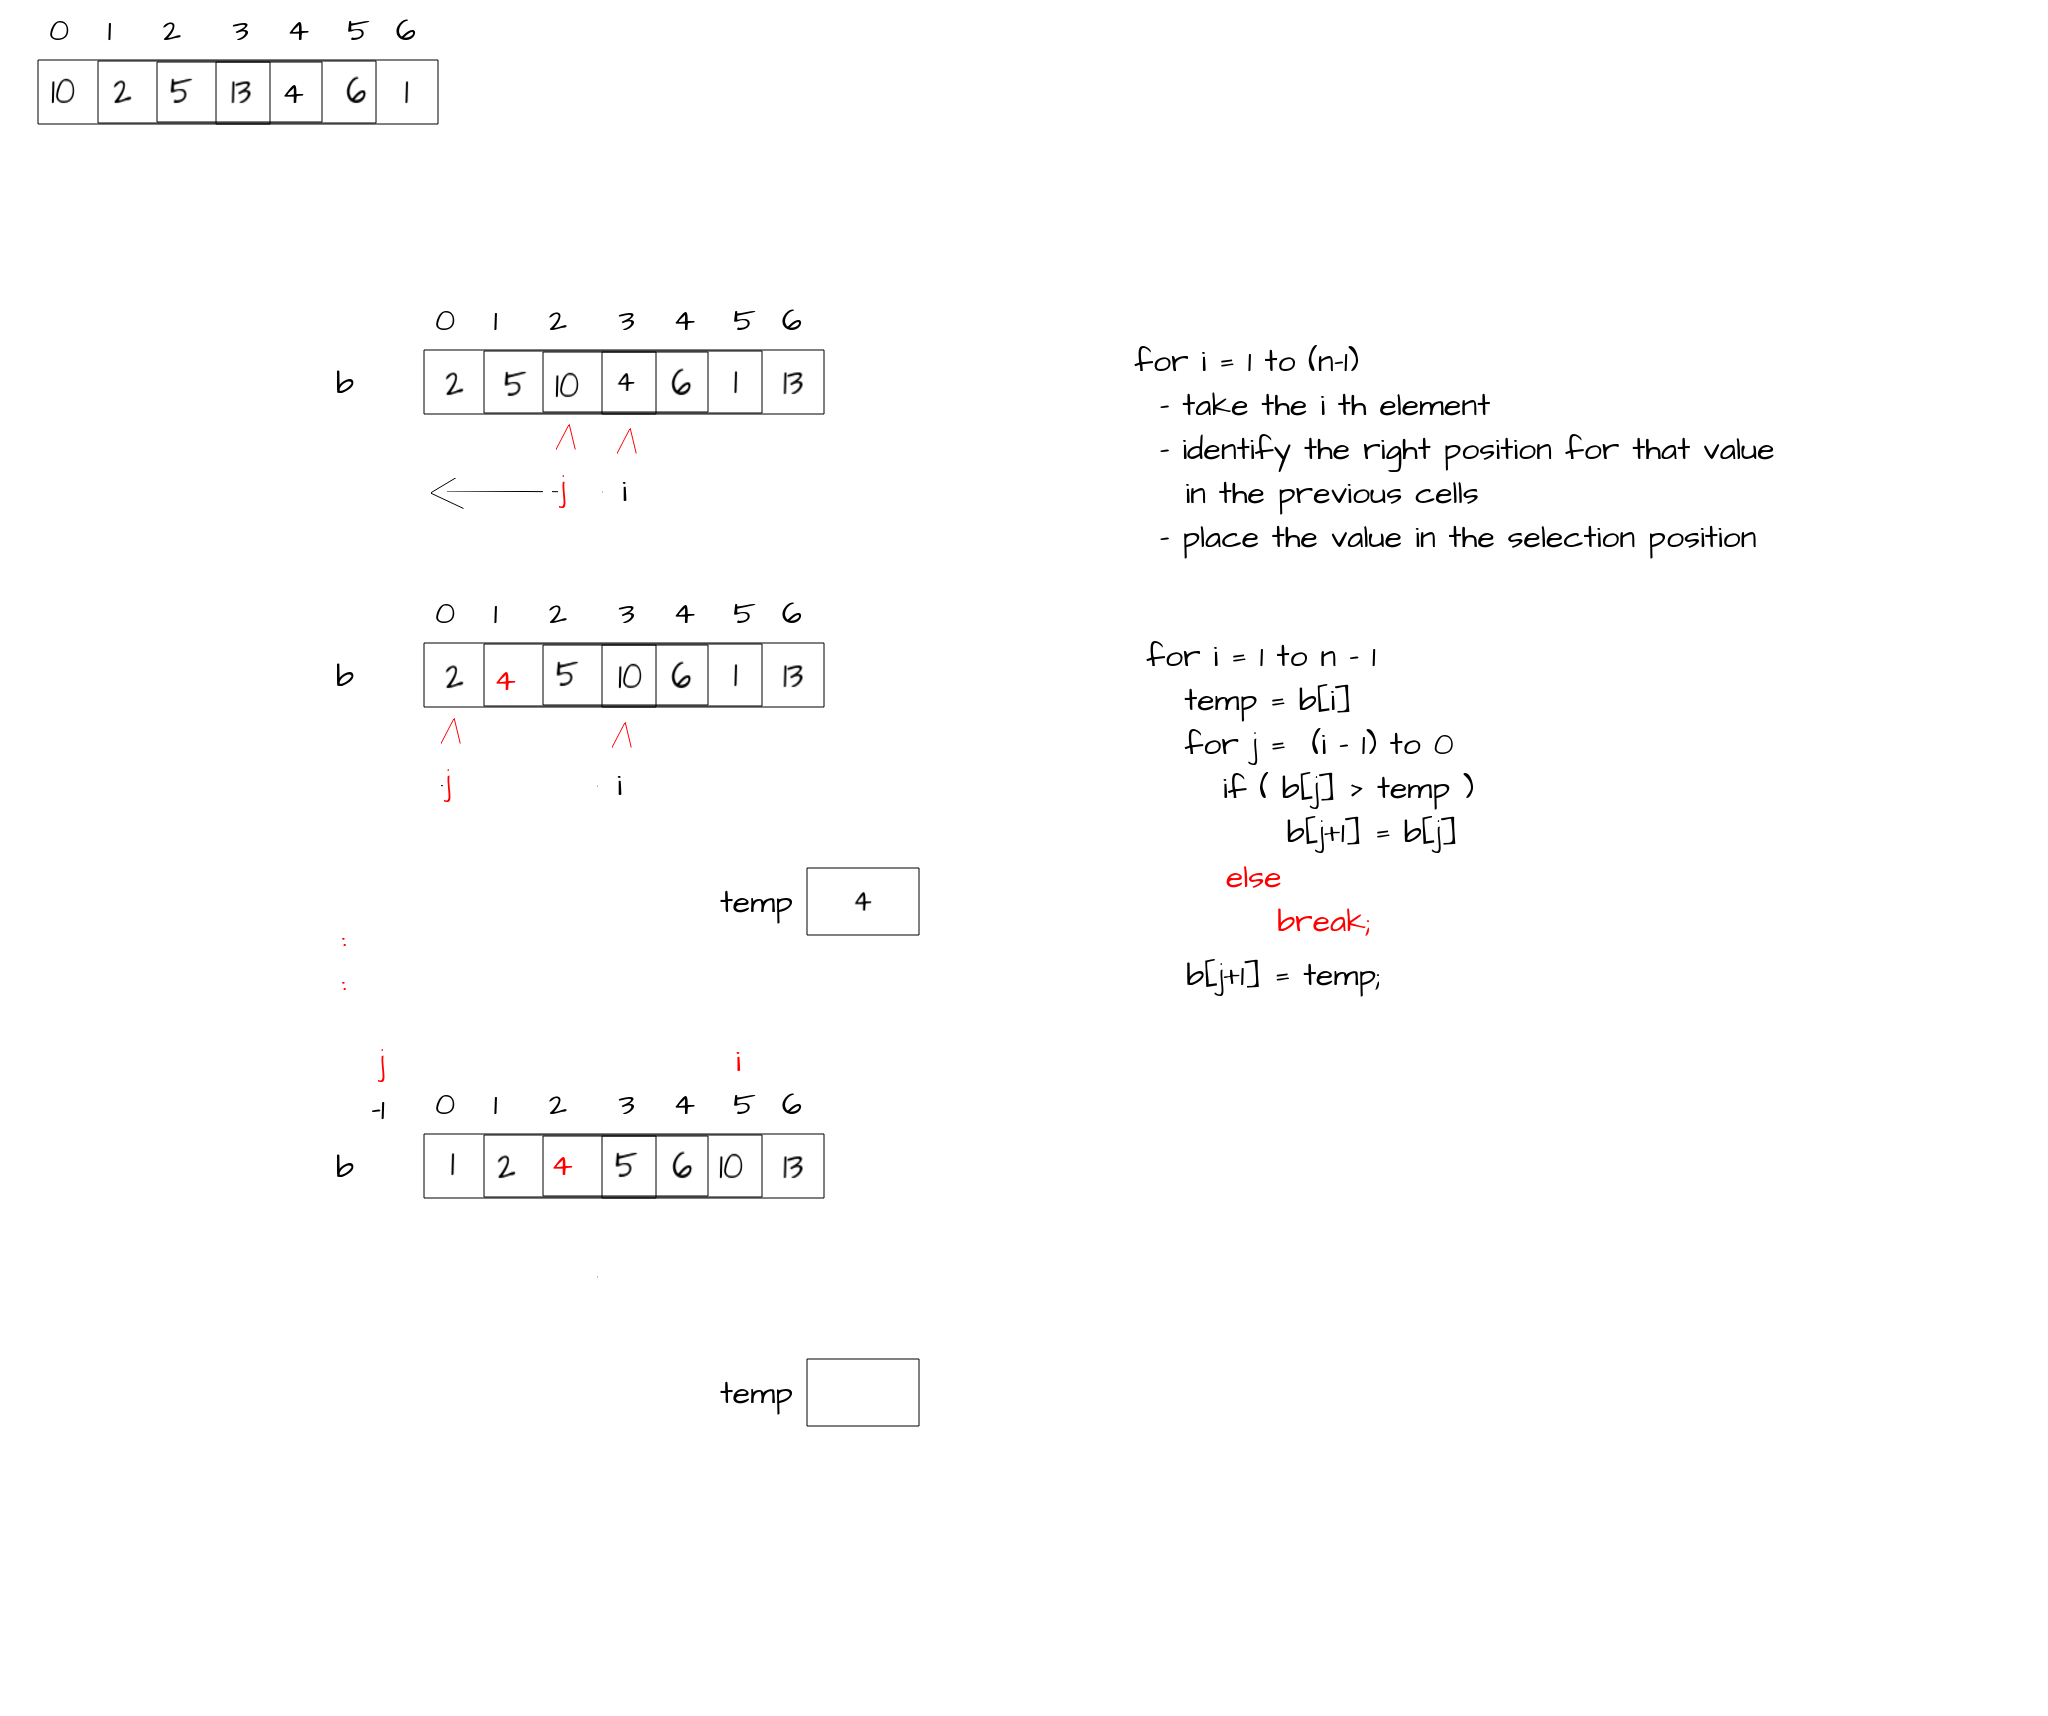 0 1 2 3 4 5 6
10 2 5 13 4 6 1
0 1 2 3 4 5 6
b 2 5 10 4 6 1 13
j i
0 1 2 3 4 5 6
b 2 4 5 10 6 1 13
j i
temp 4
:
:
j i
-1 0 1 2 3 4 5 6
b 1 2 4 5 6 10 13
temp
for i = 1 to (n-1)
- take the i th element
- identify the right position for that value
in the previous cells
- place the value in the selection position
for i = 1 to n - 1
temp = b[i]
for j = (i - 1) to 0
if ( b[j] > temp )
b[j+1] = b[j]
else
break;
b[j+1] = temp;